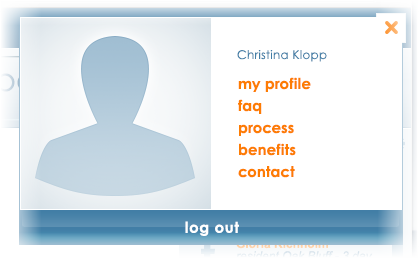 Christina Klopp
my profile
faq
process
benefits
contact
log out